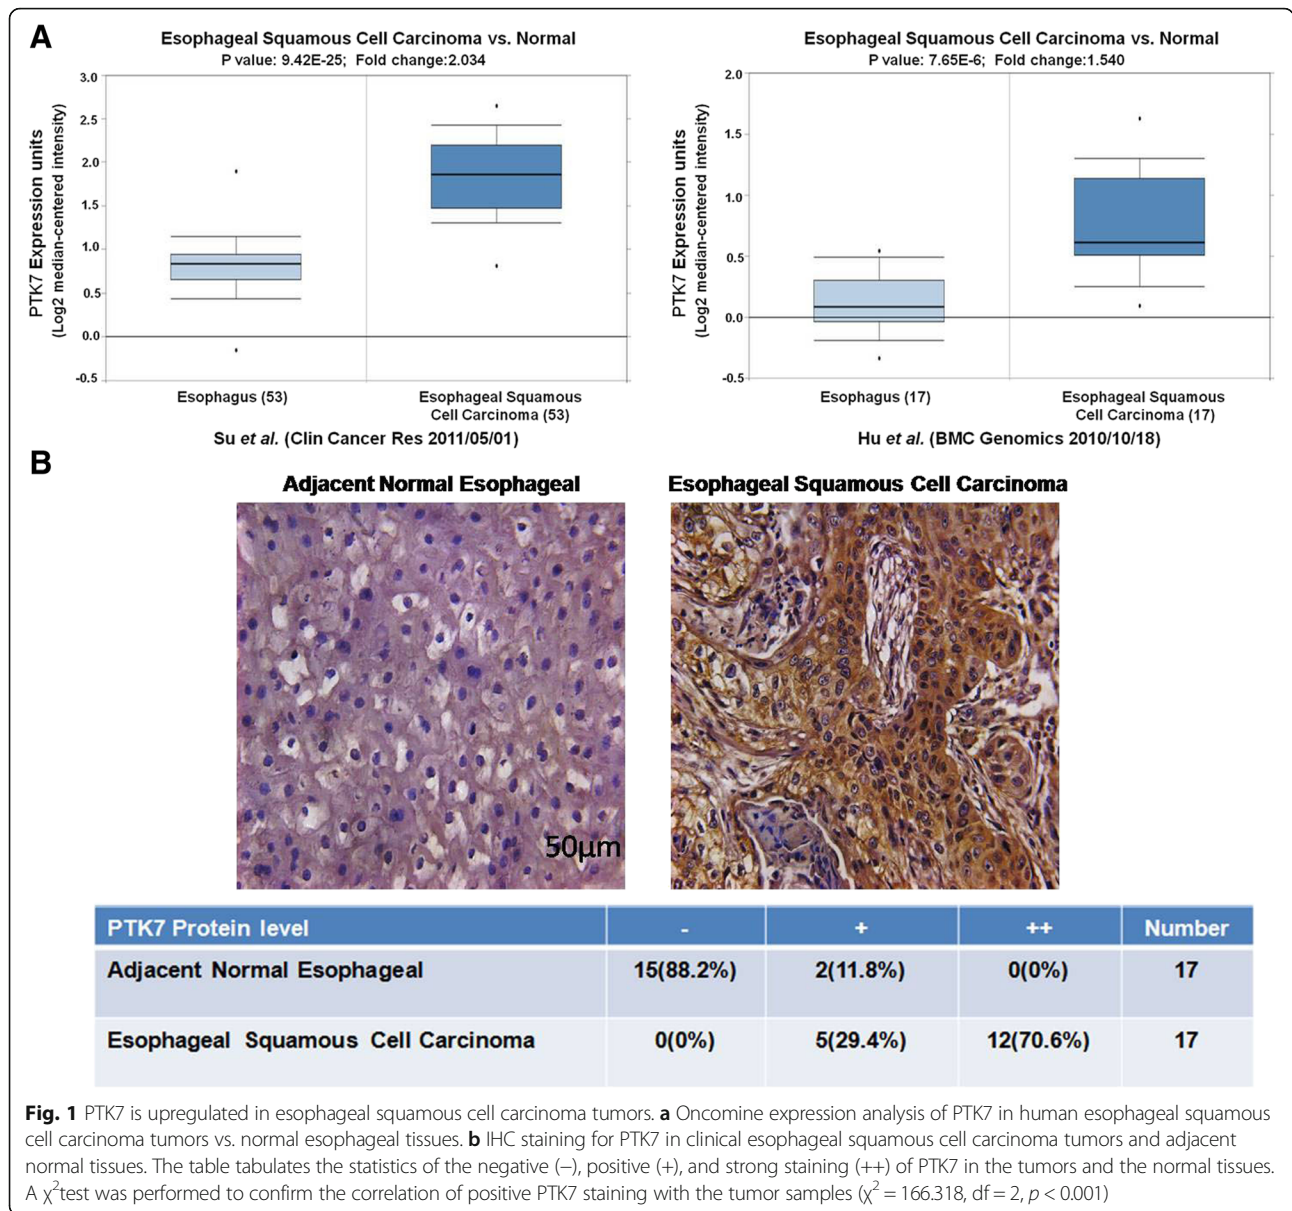 A
Esophageal Squamous Cell Carcinoma vs. Normal
P value: 9.42E-25; Fold change:2.034
PTK7 Expression units
(Log2 median-centered intensity)
3.0
2.5
2.0
1.5
1.0
0.5
0.0
-0.5
Esophagus (53)
Esophageal Squamous
Cell Carcinoma (53)
Su et al. (Clin Cancer Res 2011/05/01)
Esophageal Squamous Cell Carcinoma vs. Normal
P value: 7.65E-6; Fold change:1.540
PTK7 Expression units
(Log2 median-centered intensity)
2.0
1.5
1.0
0.5
0.0
-0.5
Esophagus (17)
Esophageal Squamous
Cell Carcinoma (17)
Hu et al. (BMC Genomics 2010/10/18)
B
Adjacent Normal Esophageal
Esophageal Squamous Cell Carcinoma
50μm
PTK7 Protein level - + ++ Number
Adjacent Normal Esophageal 15(88.2%) 2(11.8%) 0(0%) 17
Esophageal Squamous Cell Carcinoma 0(0%) 5(29.4%) 12(70.6%) 17
Fig. 1 PTK7 is upregulated in esophageal squamous cell carcinoma tumors. a Oncomine expression analysis of PTK7 in human esophageal squamous
cell carcinoma tumors vs. normal esophageal tissues. b IHC staining for PTK7 in clinical esophageal squamous cell carcinoma tumors and adjacent
normal tissues. The table tabulates the statistics of the negative (−), positive (+), and strong staining (++) of PTK7 in the tumors and the normal tissues.
A χ²test was performed to confirm the correlation of positive PTK7 staining with the tumor samples (χ² = 166.318, df = 2, p < 0.001)